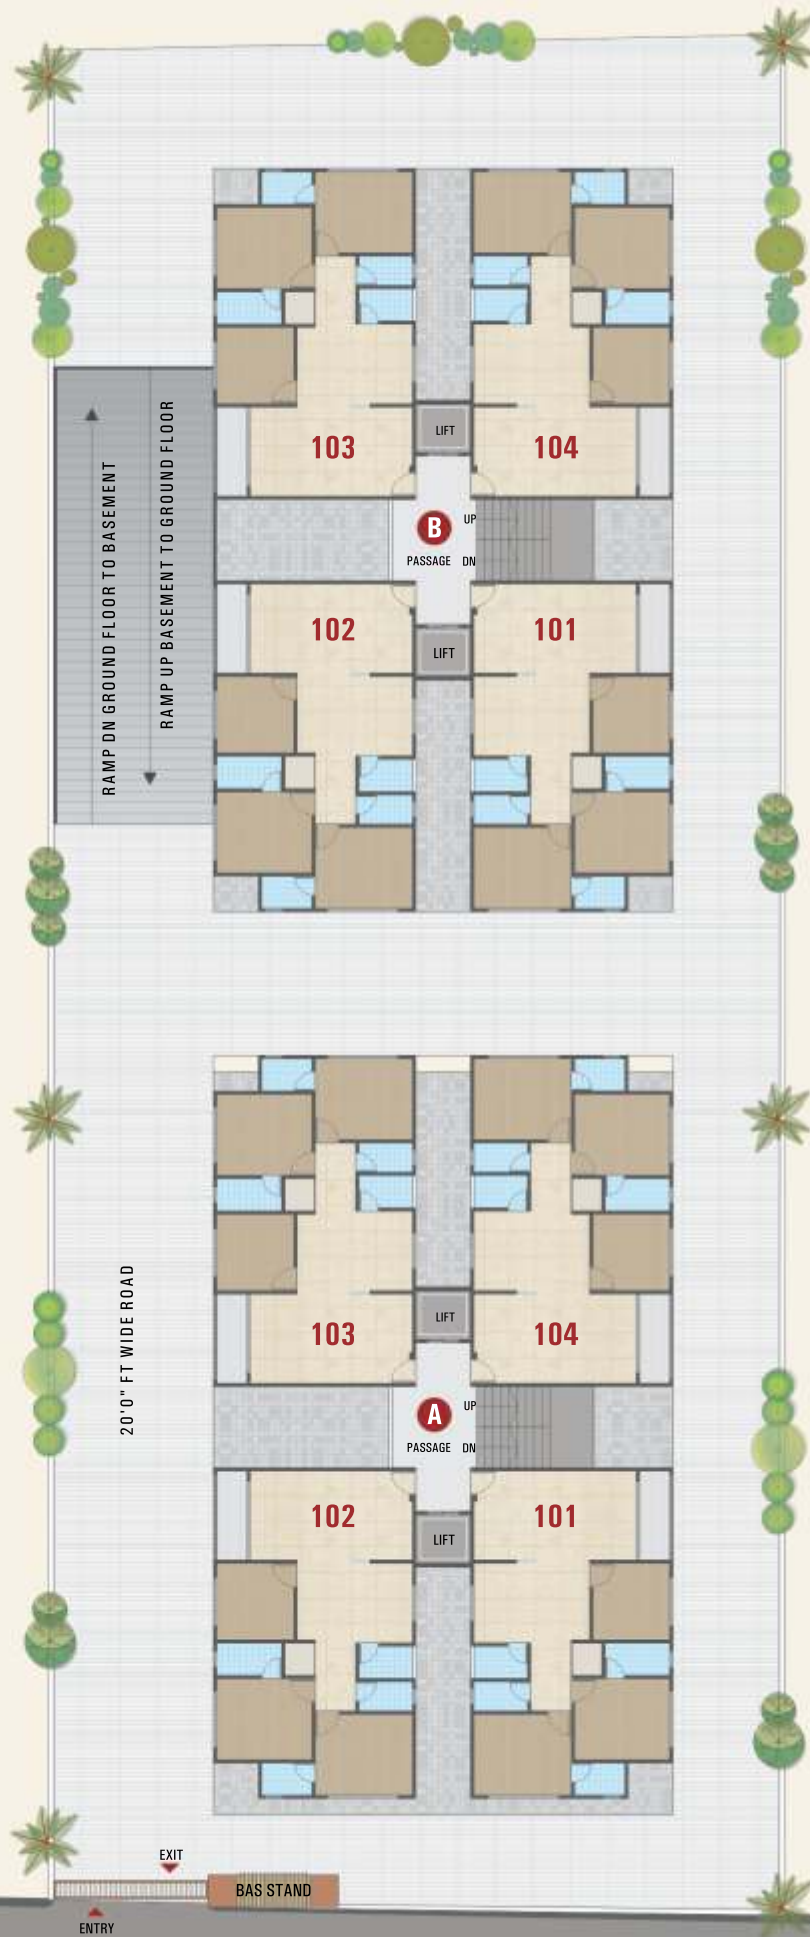 RAMP DN GROUND FLOOR TO BASEMENT
RAMP UP BASEMENT TO GROUND FLOOR
103
LIFT
104
B
UP
PASSAGE DN
102
LIFT
101
20'0" FT WIDE ROAD
103
LIFT
104
A
UP
PASSAGE DN
102
LIFT
101
EXIT
BAS STAND
ENTRY